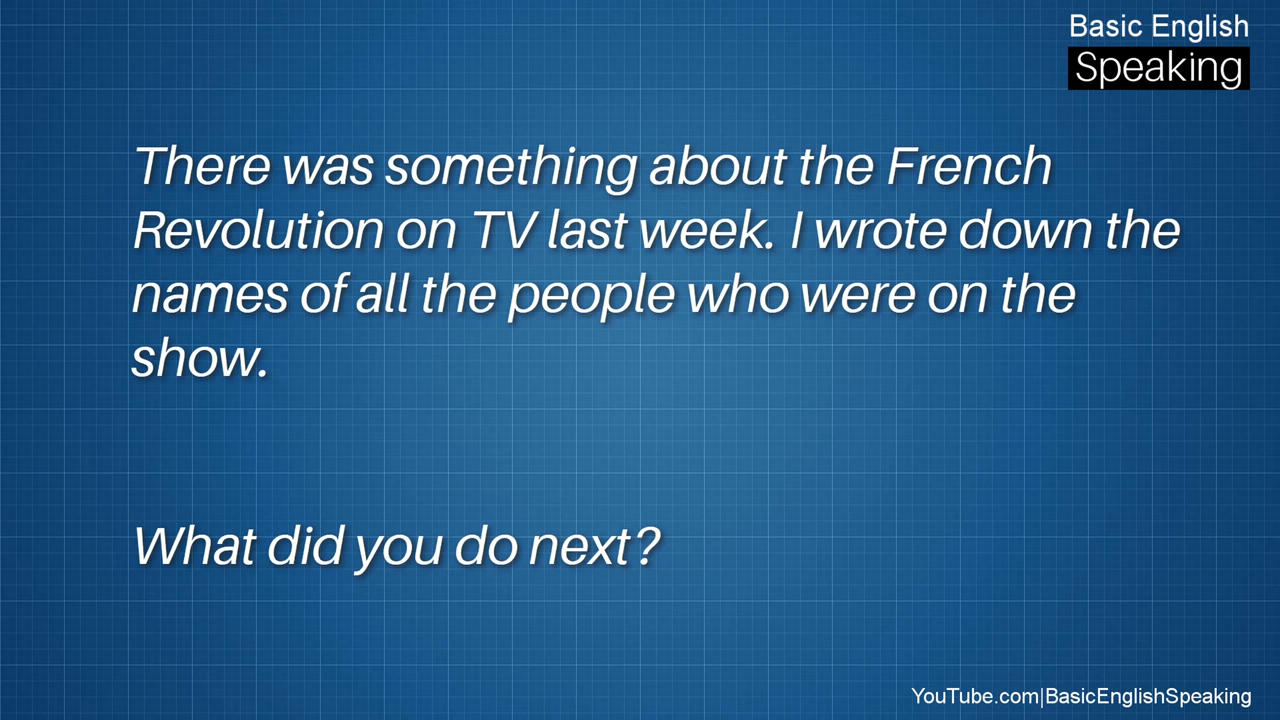 Basic English
Speaking
There was something about the French
Revolution on TV last week. I wrote down the
names of all the people who were on the
show.
What did you do next?
YouTube.com|BasicEnglishSpeaking